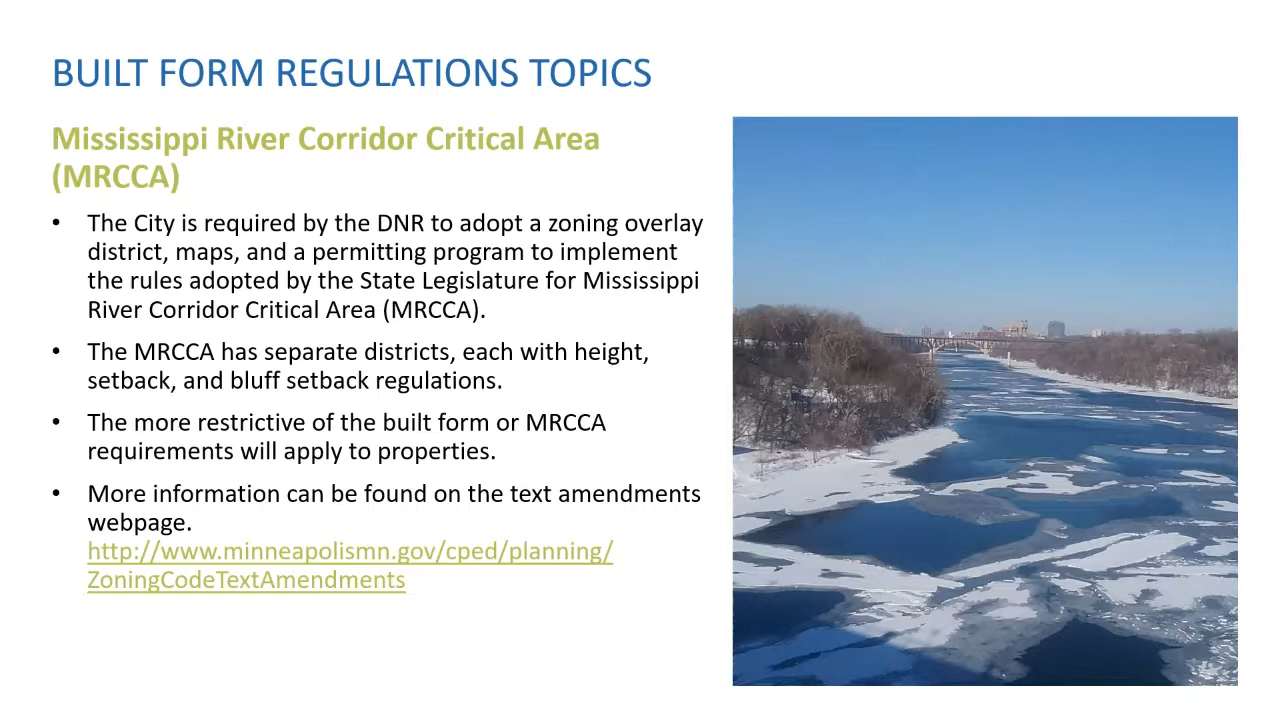 BUILT FORM REGULATIONS TOPICS
Mississippi River Corridor Critical Area
(MRCCA)
• The City is required by the DNR to adopt a zoning overlay
district, maps, and a permitting program to implement
the rules adopted by the State Legislature for Mississippi
River Corridor Critical Area (MRCCA).
• The MRCCA has separate districts, each with height,
setback, and bluff setback regulations.
• The more restrictive of the built form or MRCCA
requirements will apply to properties.
• More information can be found on the text amendments
webpage.
http://www.minneapolismn.gov/cped/planning/
ZoningCodeTextAmendments